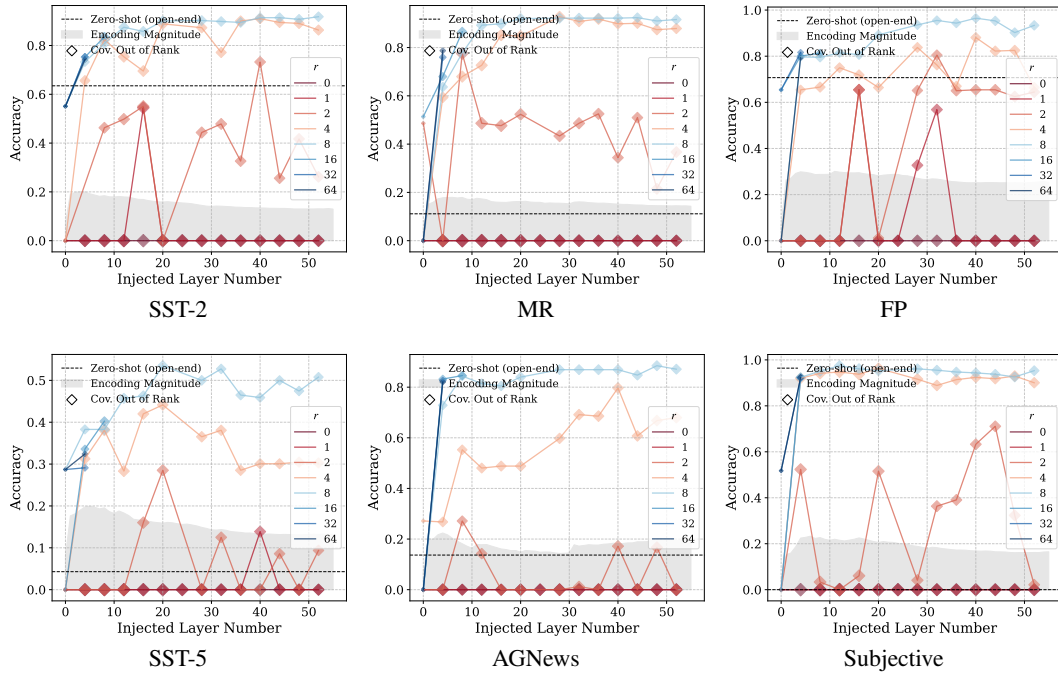 Zero-shot (open-end)
Encoding Magnitude
Cov. Out of Rank
r
0
1
2
4
8
16
32
64
Accuracy
0.8
0.6
0.4
0.2
0.0
0 10 20 30 40 50
Injected Layer Number
SST-2
Zero-shot (open-end)
Encoding Magnitude
Cov. Out of Rank
r
0
1
2
4
8
16
32
64
Accuracy
0.8
0.6
0.4
0.2
0.0
0 10 20 30 40 50
Injected Layer Number
MR
Zero-shot (open-end)
Encoding Magnitude
Cov. Out of Rank
r
0
1
2
4
8
16
32
64
Accuracy
1.0
0.8
0.6
0.4
0.2
0.0
0 10 20 30 40 50
Injected Layer Number
FP
Zero-shot (open-end)
Encoding Magnitude
Cov. Out of Rank
r
0
1
2
4
8
16
32
64
Accuracy
0.5
0.4
0.3
0.2
0.1
0.0
0 10 20 30 40 50
Injected Layer Number
SST-5
Zero-shot (open-end)
Encoding Magnitude
Cov. Out of Rank
r
0
1
2
4
8
16
32
64
Accuracy
0.8
0.6
0.4
0.2
0.0
0 10 20 30 40 50
Injected Layer Number
AGNews
Zero-shot (open-end)
Encoding Magnitude
Cov. Out of Rank
r
0
1
2
4
8
16
32
64
Accuracy
1.0
0.8
0.6
0.4
0.2
0.0
0 10 20 30 40 50
Injected Layer Number
Subjective